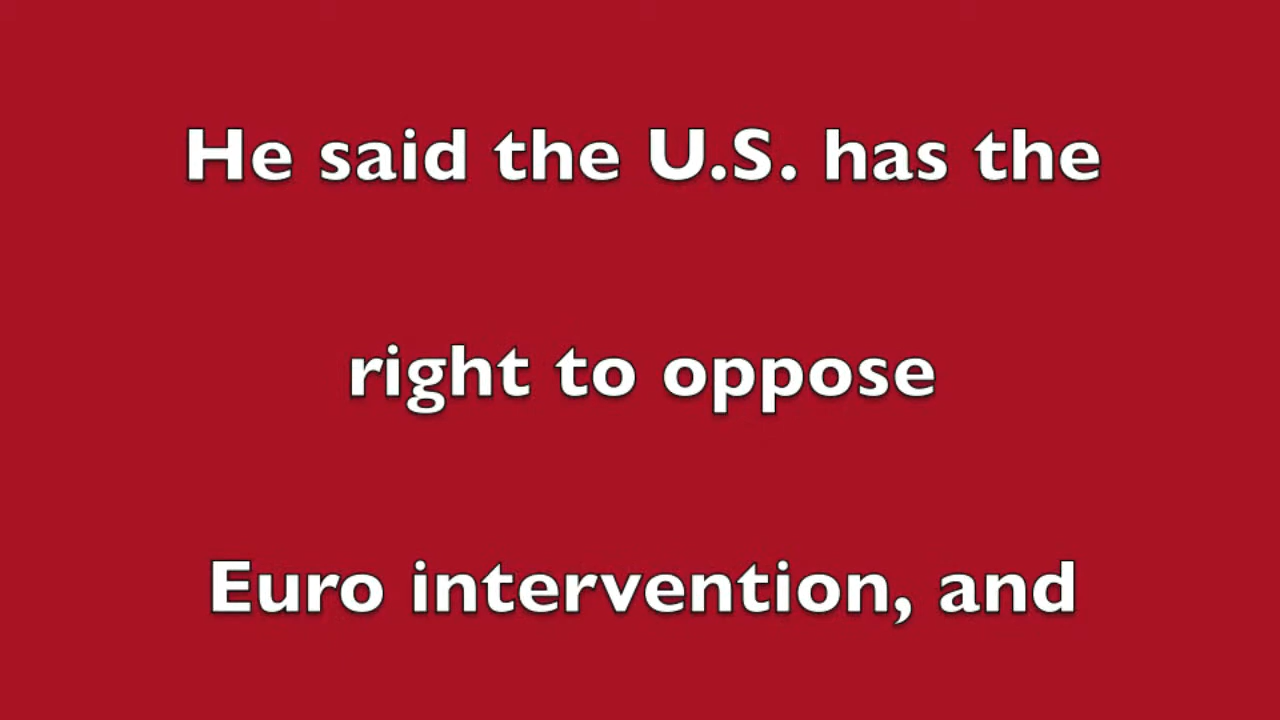 He said the U.S. has the
right to oppose
Euro intervention, and